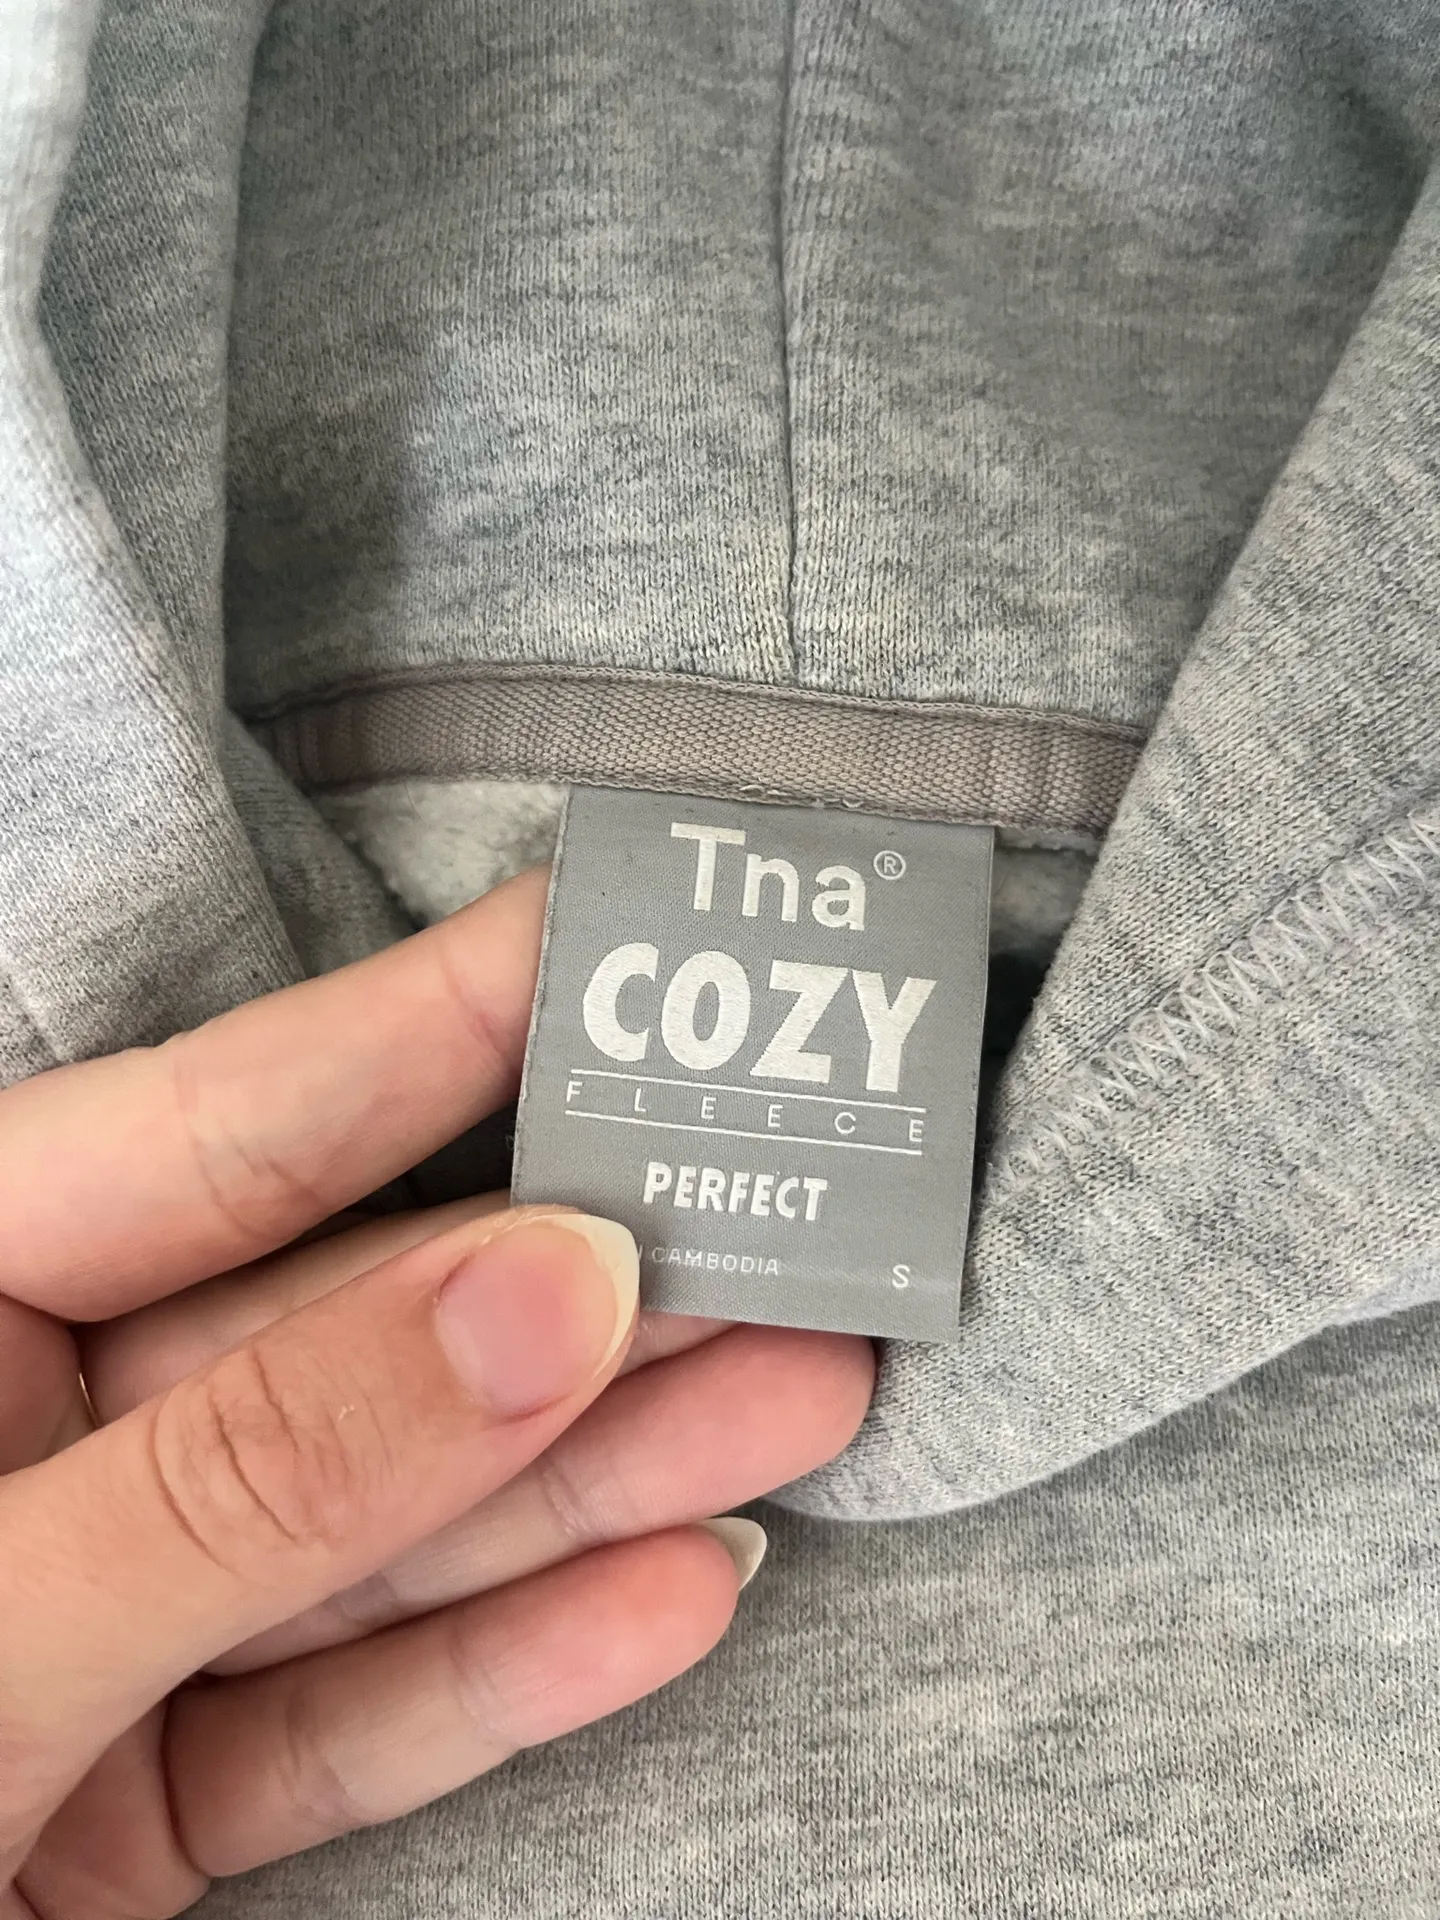 Tna®
COZY
FLEECE
PERFECT
CAMBODIA S